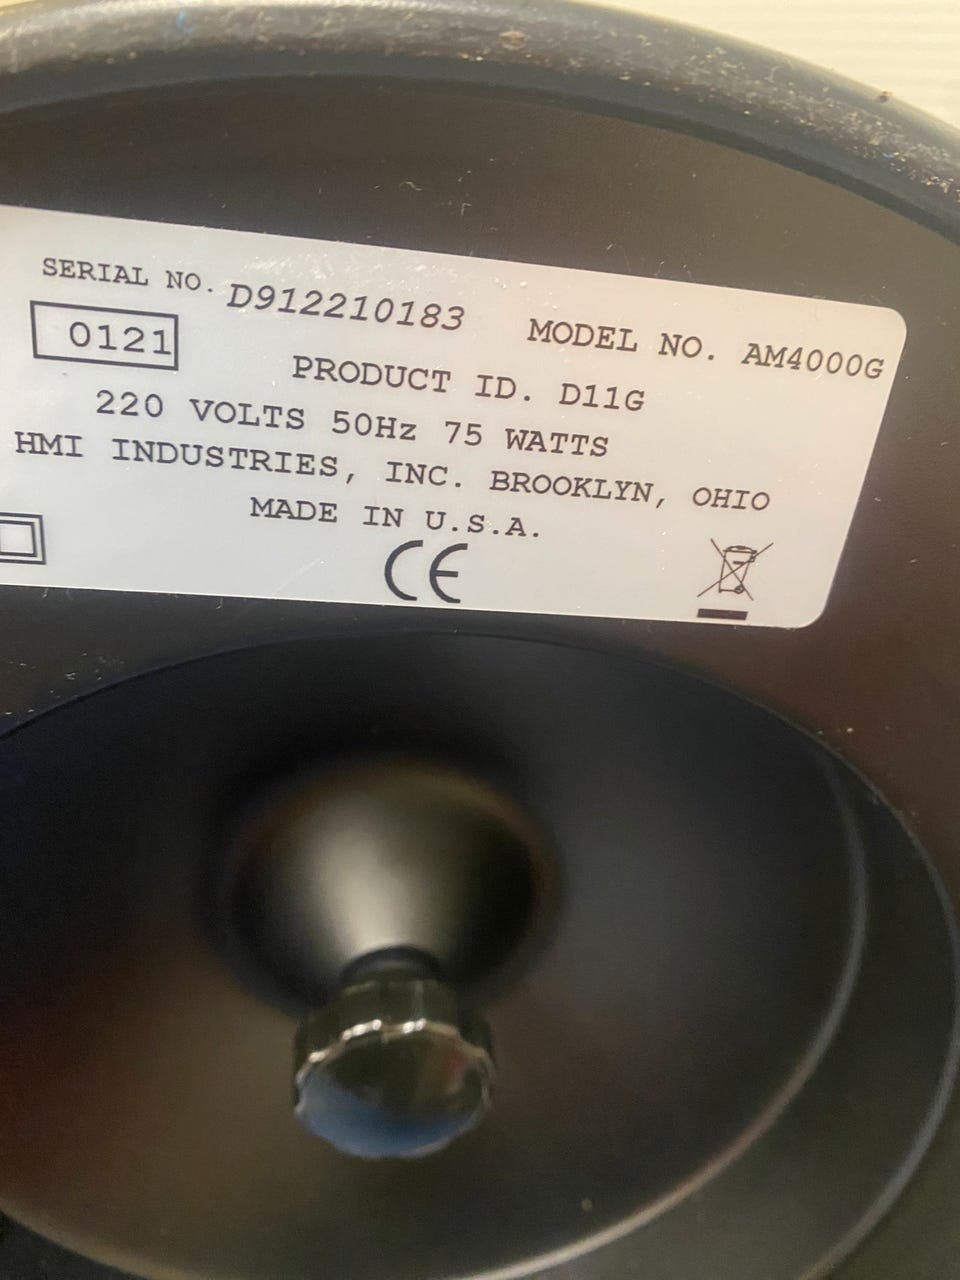 SERIAL NO. D912210183 MODEL NO. AM4000G
0121 PRODUCT ID. D11G
220 VOLTS 50Hz 75 WATTS
HMI INDUSTRIES, INC. BROOKLYN, OHIO
MADE IN U.S.A.
CE